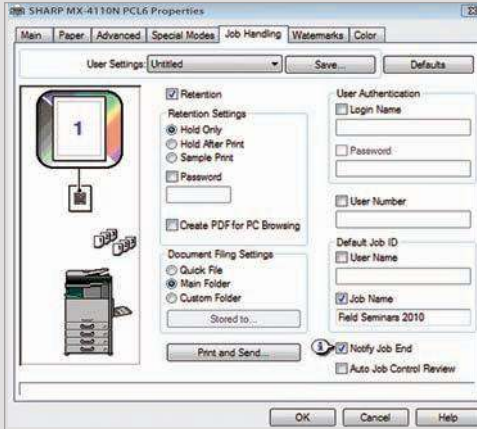 SHARP MX-4110N PCL6 Properties
Main Paper Advanced Special Modes Job Handling Watermarks Color
User Settings: Untitled Save... Defaults
1
Retention
Retention Settings
Hold Only
Hold After Print
Sample Print
Password
Create PDF for PC Browsing
Document Filing Settings
Quick File
Main Folder
Custom Folder
Stored to...
Print and Send...
User Authentication
Login Name
Password
User Number
Default Job ID
User Name
Job Name
Field Seminars 2010
Notify Job End
Auto Job Control Review
OK Cancel Help